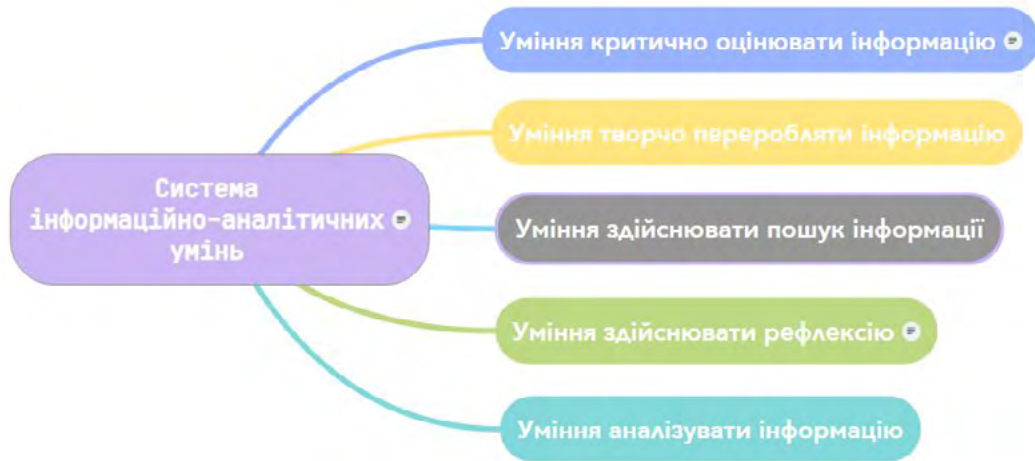 Уміння критично оцінювати інформацію
Уміння творчо переробляти інформацію
Система
інформаційно-аналітичних
умінь
Уміння здійснювати пошук інформації
Уміння здійснювати рефлексію
Уміння аналізувати інформацію